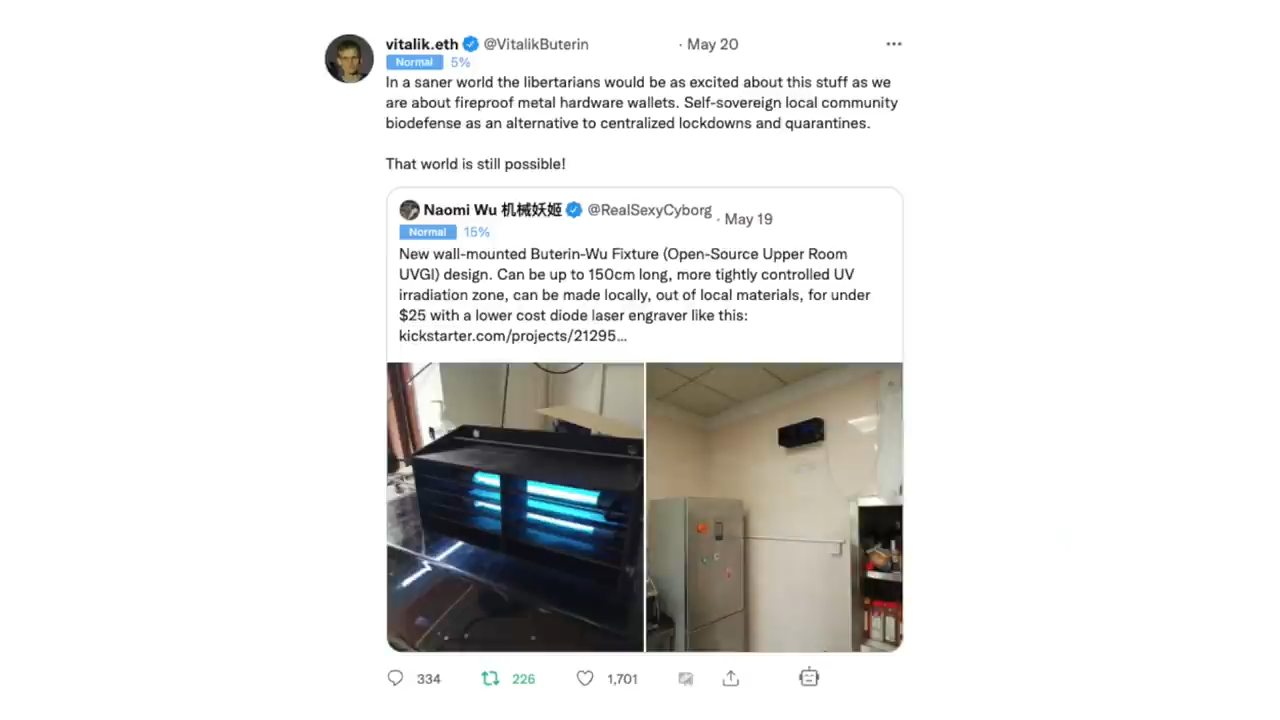 vitalik.eth @VitalikButerin · May 20
Normal 5%
In a saner world the libertarians would be as excited about this stuff as we
are about fireproof metal hardware wallets. Self-sovereign local community
biodefense as an alternative to centralized lockdowns and quarantines.
That world is still possible!
Naomi Wu 机械妖姬 @RealSexyCyborg · May 19
Normal 15%
New wall-mounted Buterin-Wu Fixture (Open-Source Upper Room
UVGI) design. Can be up to 150cm long, more tightly controlled UV
irradiation zone, can be made locally, out of local materials, for under
$25 with a lower cost diode laser engraver like this:
kickstarter.com/projects/21295…
334 226 1,701